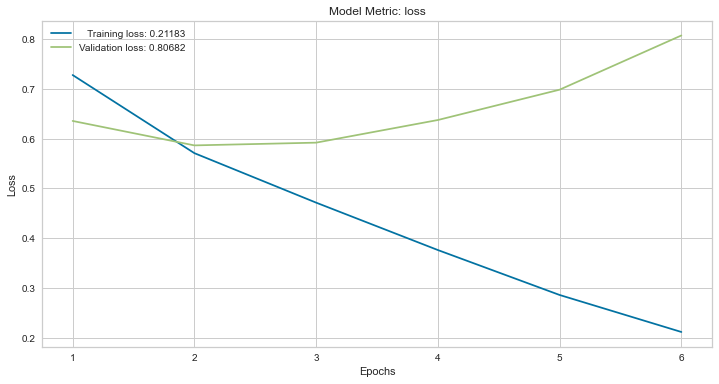 Model Metric: loss
Training loss: 0.21183
Validation loss: 0.80682
0.8
0.7
0.6
0.5
0.4
0.3
0.2
Loss
1 2 3 4 5 6
Epochs